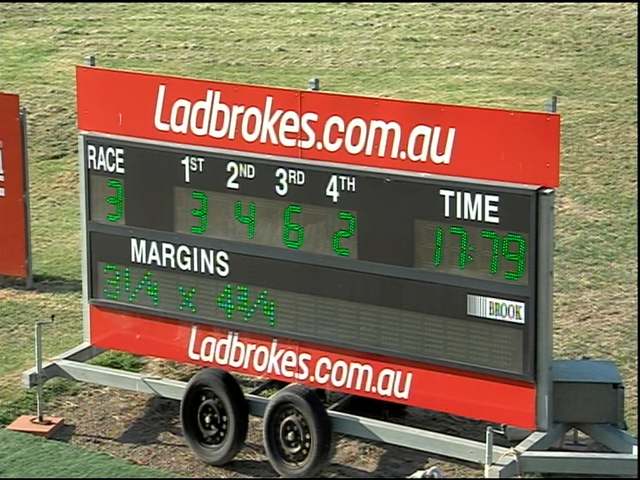 Ladbrokes.com.au
RACE 1ST 2ND 3RD 4TH TIME
3 3 4 6 2 17:79
MARGINS
3 1/4 x 4 3/4
BROOK
Ladbrokes.com.au